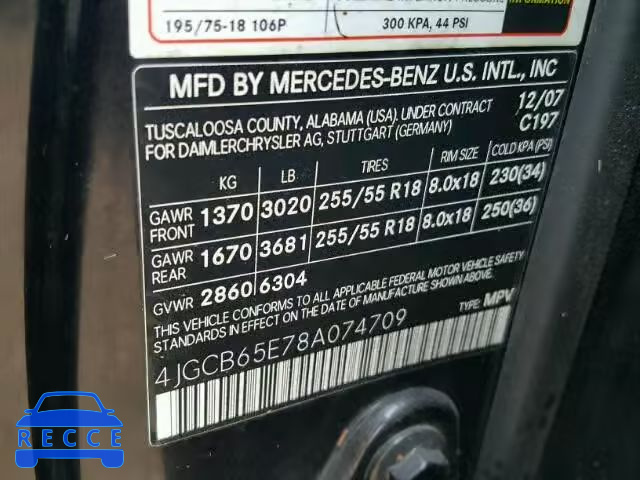 195/75-18 106P
300 KPA, 44 PSI
INFORMATION
MFD BY MERCEDES-BENZ U.S. INTL., INC
TUSCALOOSA COUNTY, ALABAMA (USA). UNDER CONTRACT 12/07
FOR DAIMLERCHRYSLER AG, STUTTGART (GERMANY) C197
KG LB TIRES RIM SIZE COLD KPA (PSI)
GAWR FRONT 1370 3020 255/55 R18 8.0x18 230(34)
GAWR REAR 1670 3681 255/55 R18 8.0x18 250(36)
GVWR 2860 6304
THIS VEHICLE CONFORMS TO ALL APPLICABLE FEDERAL MOTOR VEHICLE SAFETY
STANDARDS IN EFFECT ON THE DATE OF MANUFACTURE SHOWN ABOVE.
4JGCB65E78A074709 TYPE: MPV
RECCE